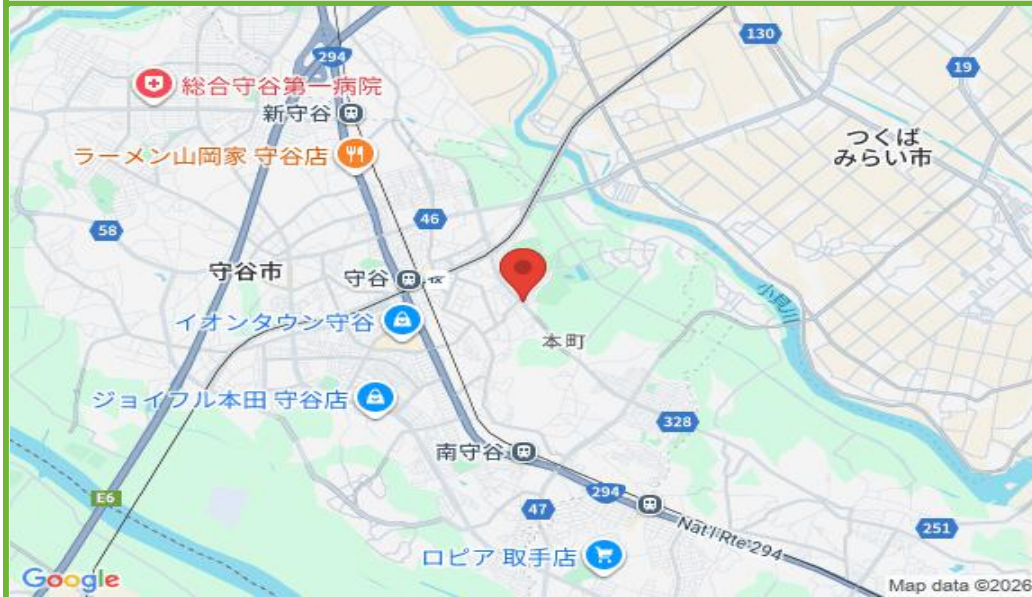 294
130
19
総合守谷第一病院
新守谷
つくば
みらい市
ラーメン山岡家 守谷店
46
58
守谷市
守谷
小貝川
イオンタウン守谷
本町
ジョイフル本田 守谷店
328
南守谷
E6
294
47
Nat'l Rte 294
251
ロピア 取手店
Google
Map data ©2026